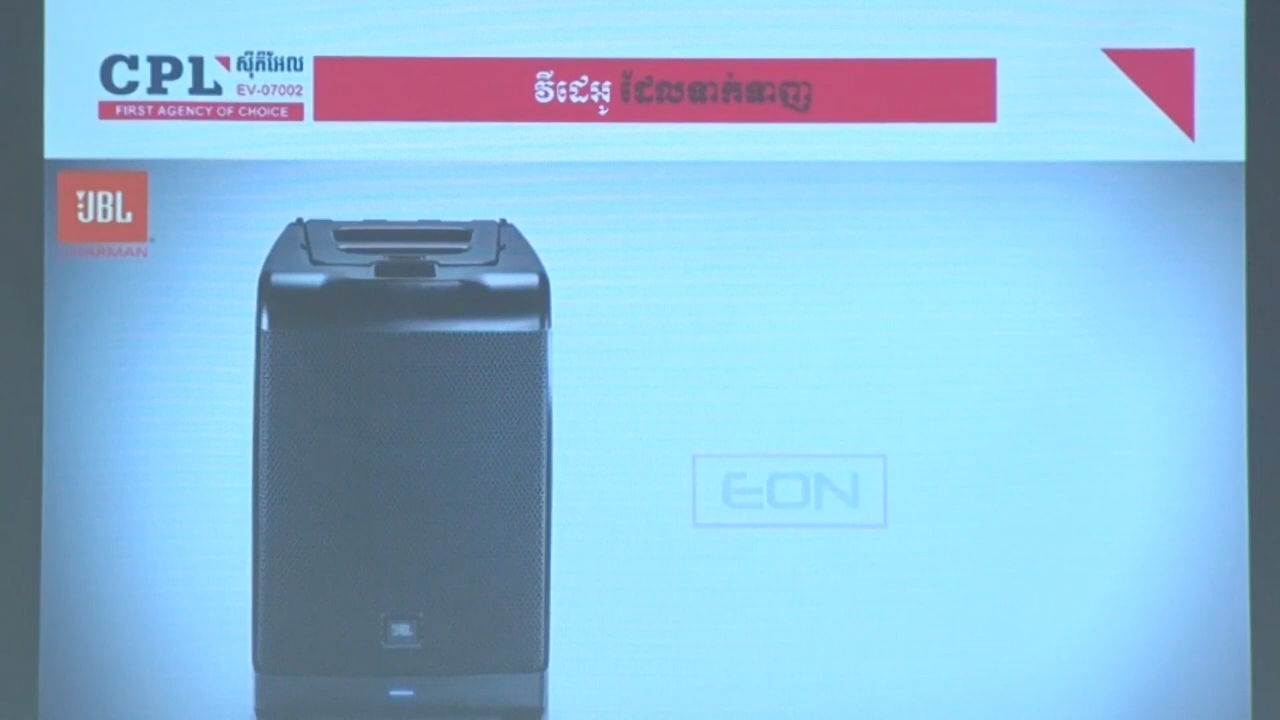 CPL ស៊ីភីអែល
EV-07002
FIRST AGENCY OF CHOICE
វីដេអូ ដែលទាក់ទាញ
JBL
HARMAN
EON
JBL